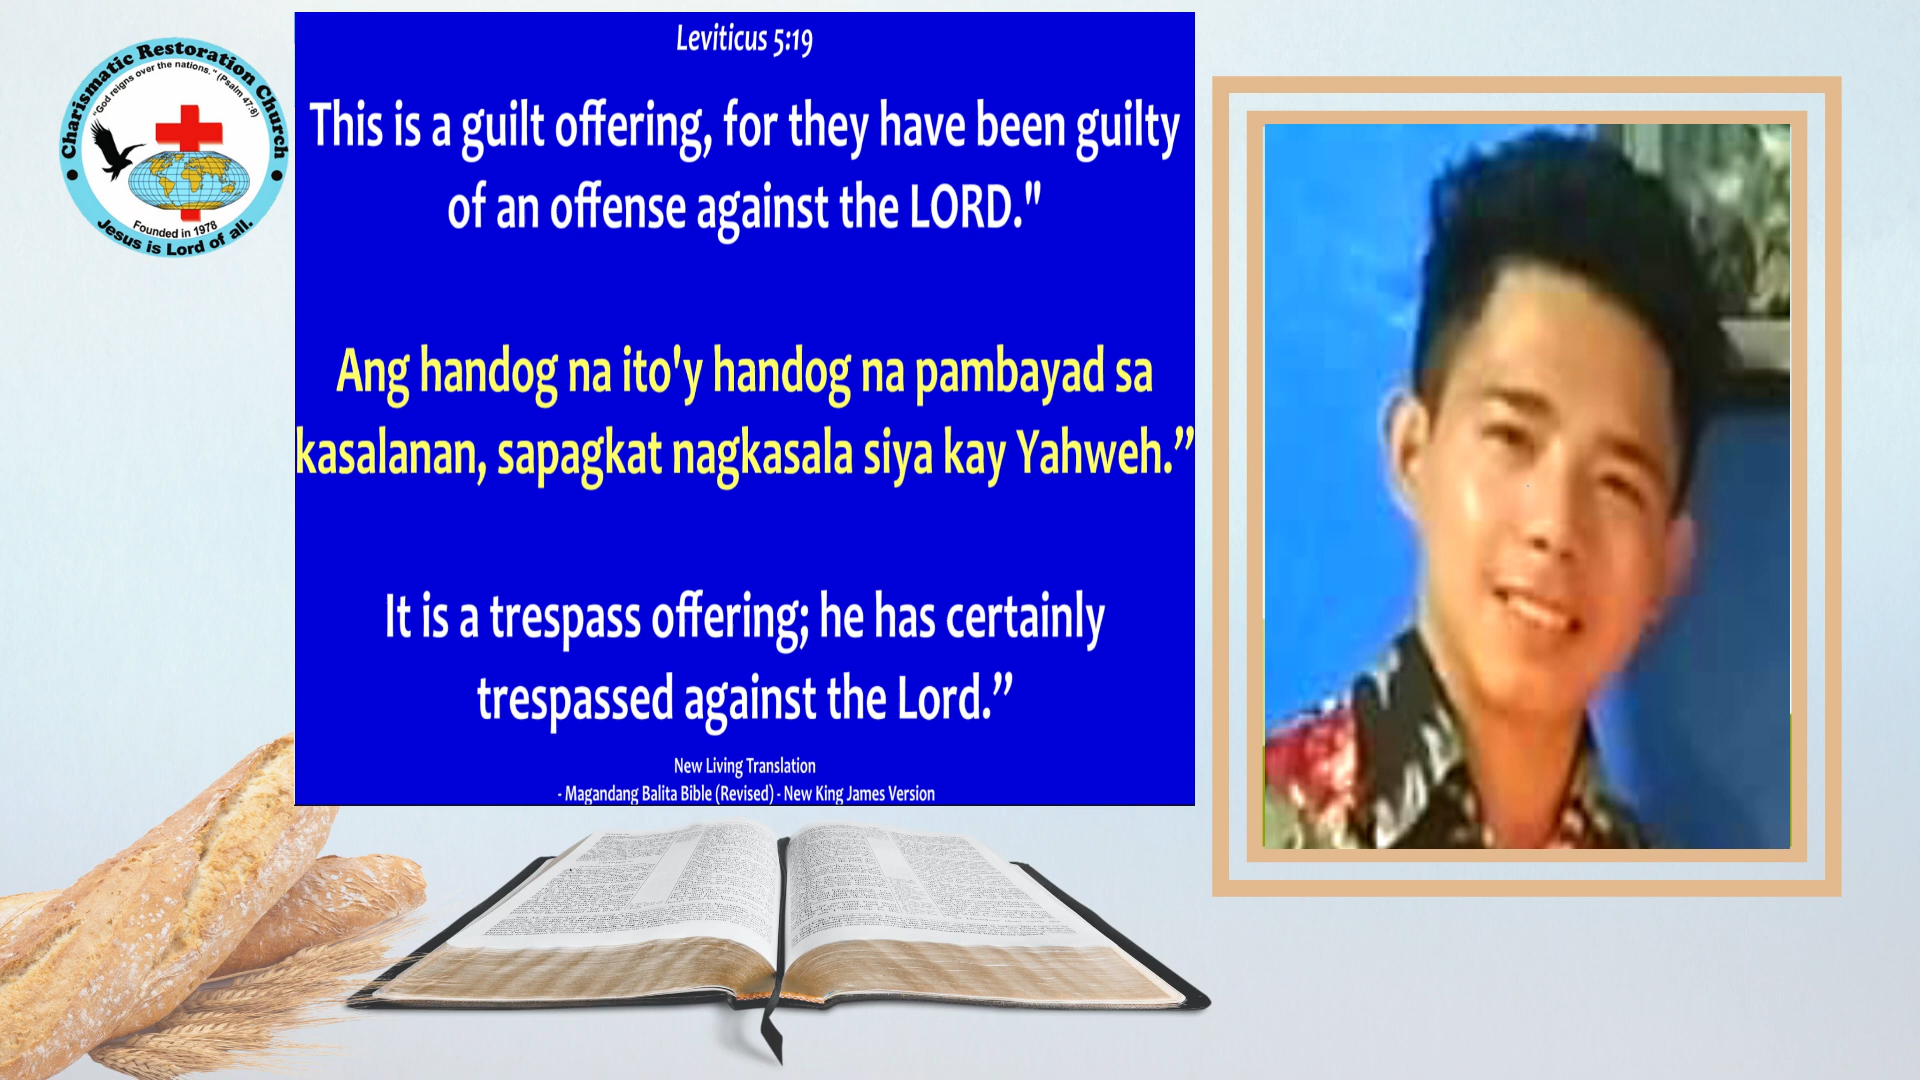 Charismatic Restoration Church
"God reigns over the nations." (Psalm 47:8)
Founded in 1978
Jesus is Lord of all.
Leviticus 5:19
This is a guilt offering, for they have been guilty
of an offense against the LORD."
Ang handog na ito'y handog na pambayad sa
kasalanan, sapagkat nagkasala siya kay Yahweh.”
It is a trespass offering; he has certainly
trespassed against the Lord.”
New Living Translation
- Magandang Balita Bible (Revised) - New King James Version